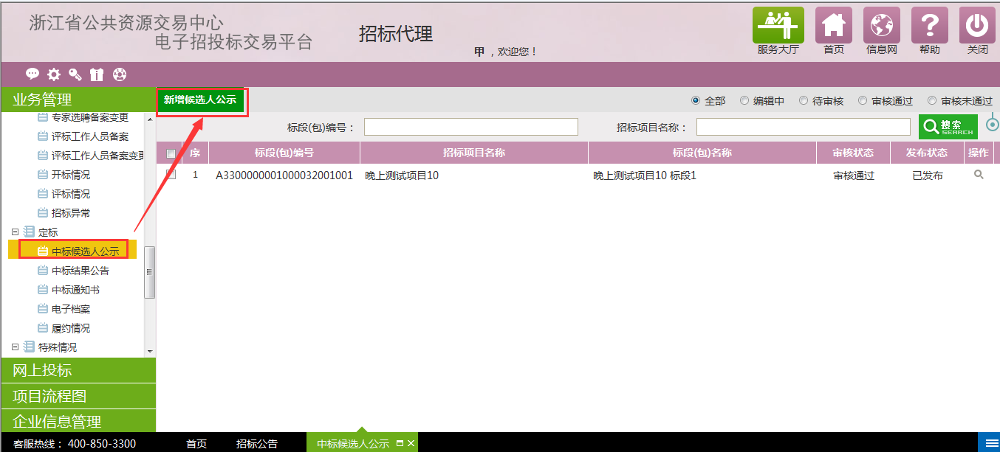 浙江省公共资源交易中心
电子招投标交易平台
招标代理
甲 ，欢迎您！
服务大厅
首页
信息网
帮助
关闭
业务管理
新增候选人公示
全部
编辑中
待审核
审核通过
审核未通过
专家选聘备案变更
评标工作人员备案
评标工作人员备案变更
开标情况
评标情况
招标异常
定标
中标候选人公示
中标结果公告
中标通知书
电子档案
履约情况
特殊情况
网上投标
项目流程图
企业信息管理
标段(包)编号：
招标项目名称：
搜索
SEARCH
序 标段(包)编号 招标项目名称 标段(包)名称 审核状态 发布状态 操作
1 A3300000001000032001001 晚上测试项目10 晚上测试项目10 标段1 审核通过 已发布
客服热线： 400-850-3300 首页 招标公告 中标候选人公示